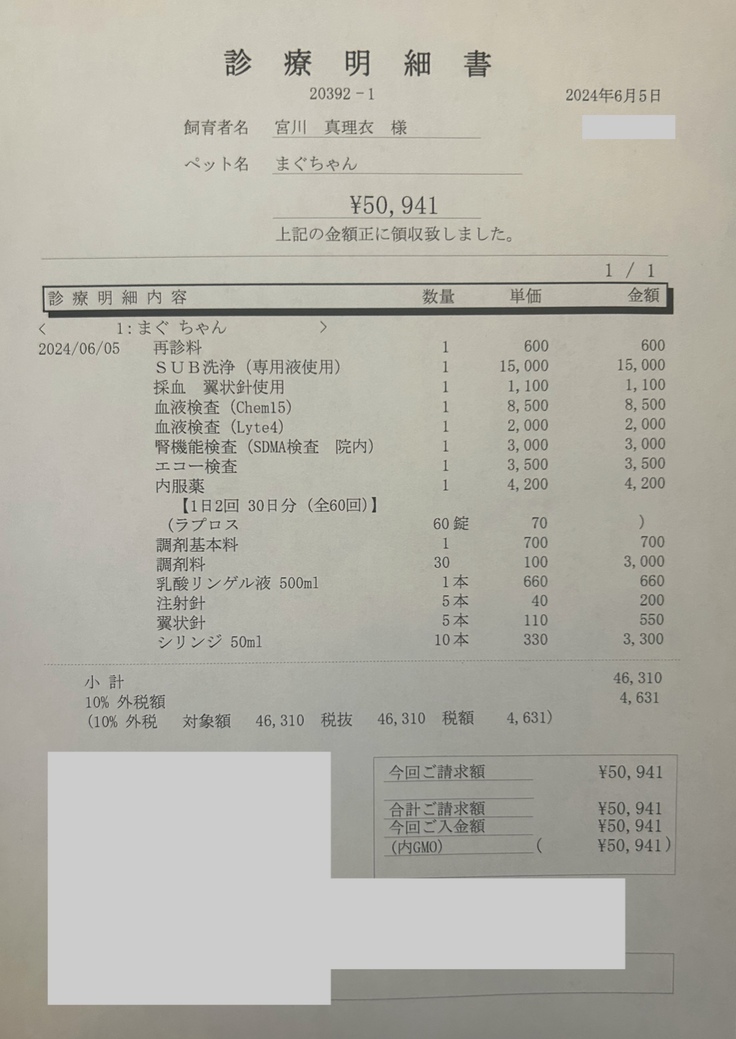 診療明細書
20392-1
2024年6月5日
飼育者名 宮川 真理衣 様
ペット名 まぐちゃん
¥50,941
上記の金額正に領収致しました。
1 / 1
診療明細内容 数量 単価 金額
< 1:まぐ ちゃん >
2024/06/05 再診料 1 600 600
SUB洗浄（専用液使用） 1 15,000 15,000
採血 翼状針使用 1 1,100 1,100
血液検査（Chem15） 1 8,500 8,500
血液検査（Lyte4） 1 2,000 2,000
腎機能検査（SDMA検査 院内） 1 3,000 3,000
エコー検査 1 3,500 3,500
内服薬 1 4,200 4,200
【1日2回 30日分（全60回）】
（ラプロス 60錠 70 ）
調剤基本料 1 700 700
調剤料 30 100 3,000
乳酸リンゲル液 500ml 1本 660 660
注射針 5本 40 200
翼状針 5本 110 550
シリンジ 50ml 10本 330 3,300
小計 46,310
10% 外税額 4,631
(10% 外税 対象額 46,310 税抜 46,310 税額 4,631)
今回ご請求額 ¥50,941
合計ご請求額 ¥50,941
今回ご入金額 ¥50,941
(内GMO) ( ¥50,941)